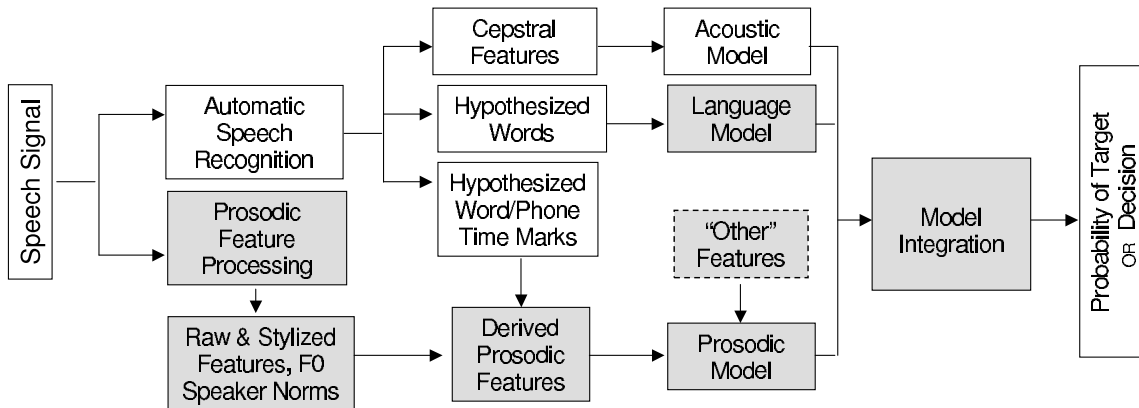 Speech Signal
Automatic
Speech
Recognition
Prosodic
Feature
Processing
Raw & Stylized
Features, F0
Speaker Norms
Cepstral
Features
Hypothesized
Words
Hypothesized
Word/Phone
Time Marks
Derived
Prosodic
Features
Acoustic
Model
Language
Model
“Other”
Features
Prosodic
Model
Model
Integration
Probability of Target
OR Decision